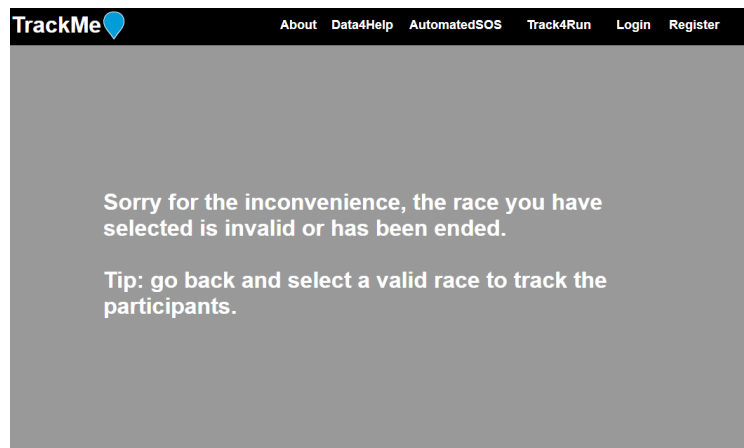 TrackMe About Data4Help AutomatedSOS Track4Run Login Register
Sorry for the inconvenience, the race you have
selected is invalid or has been ended.
Tip: go back and select a valid race to track the
participants.